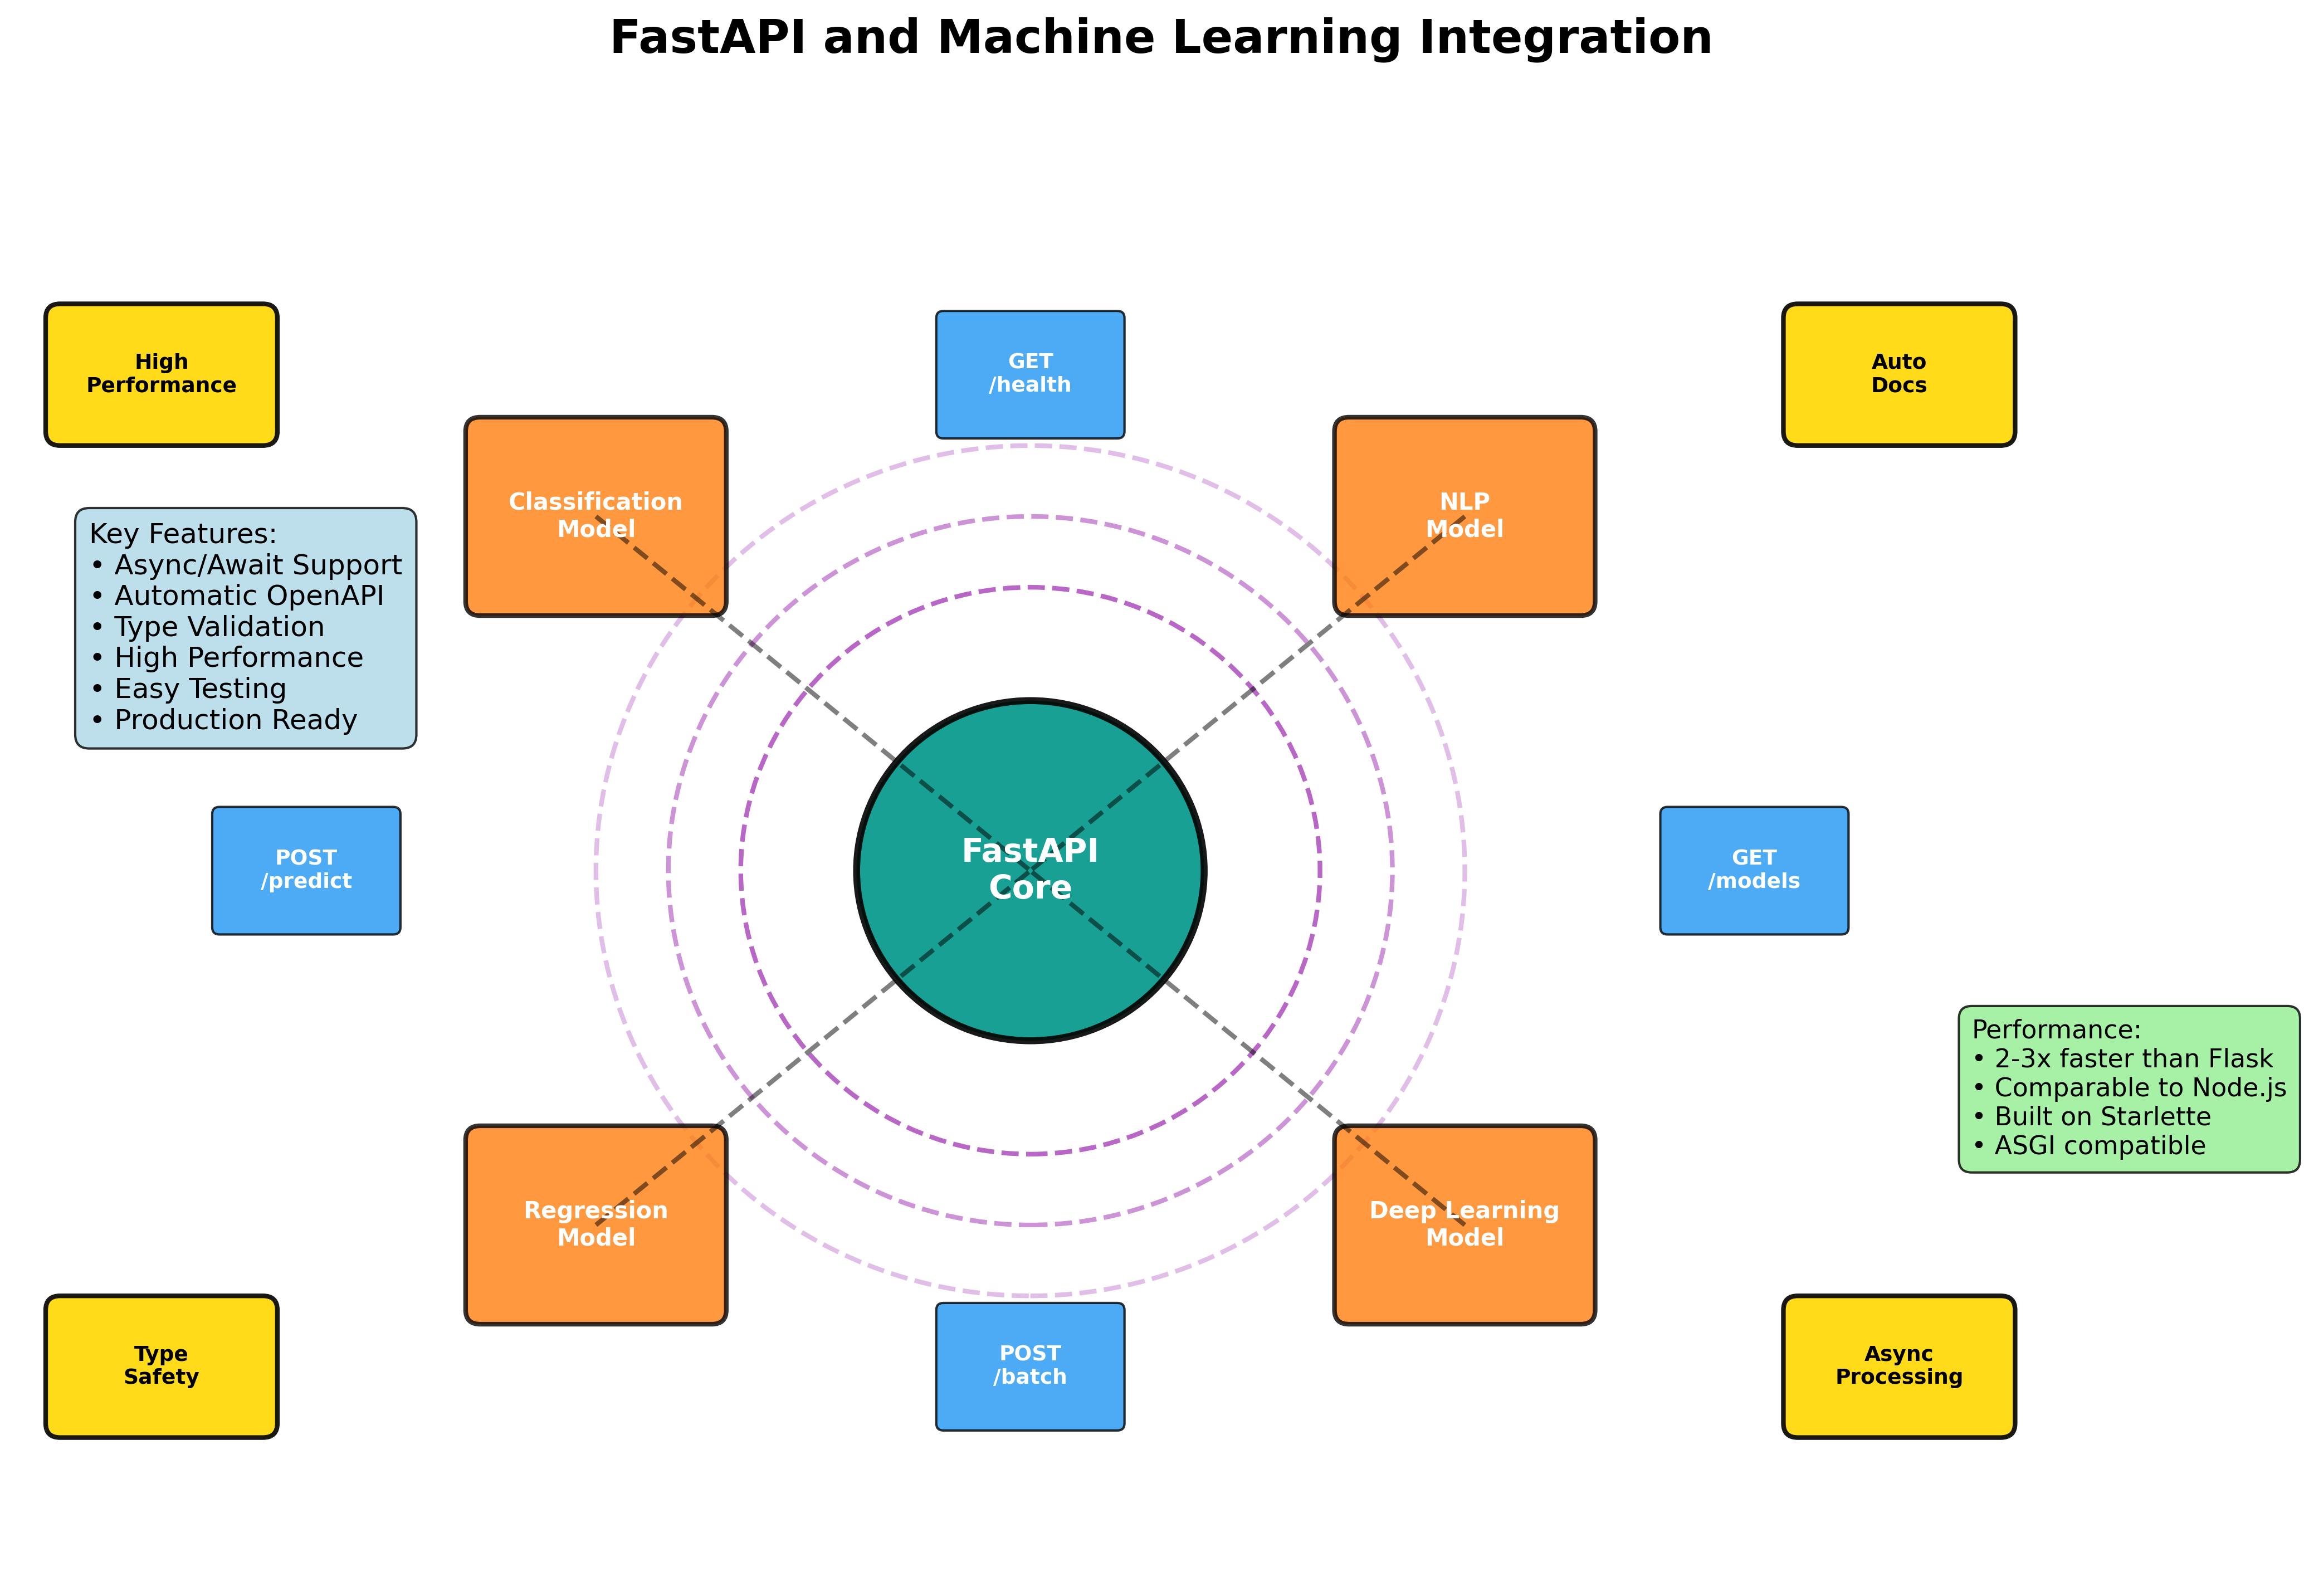 FastAPI and Machine Learning Integration
High
Performance
GET
/health
Auto
Docs
Classification
Model
NLP
Model
Key Features:
• Async/Await Support
• Automatic OpenAPI
• Type Validation
• High Performance
• Easy Testing
• Production Ready
POST
/predict
FastAPI
Core
GET
/models
Performance:
• 2-3x faster than Flask
• Comparable to Node.js
• Built on Starlette
• ASGI compatible
Regression
Model
Deep Learning
Model
Type
Safety
POST
/batch
Async
Processing